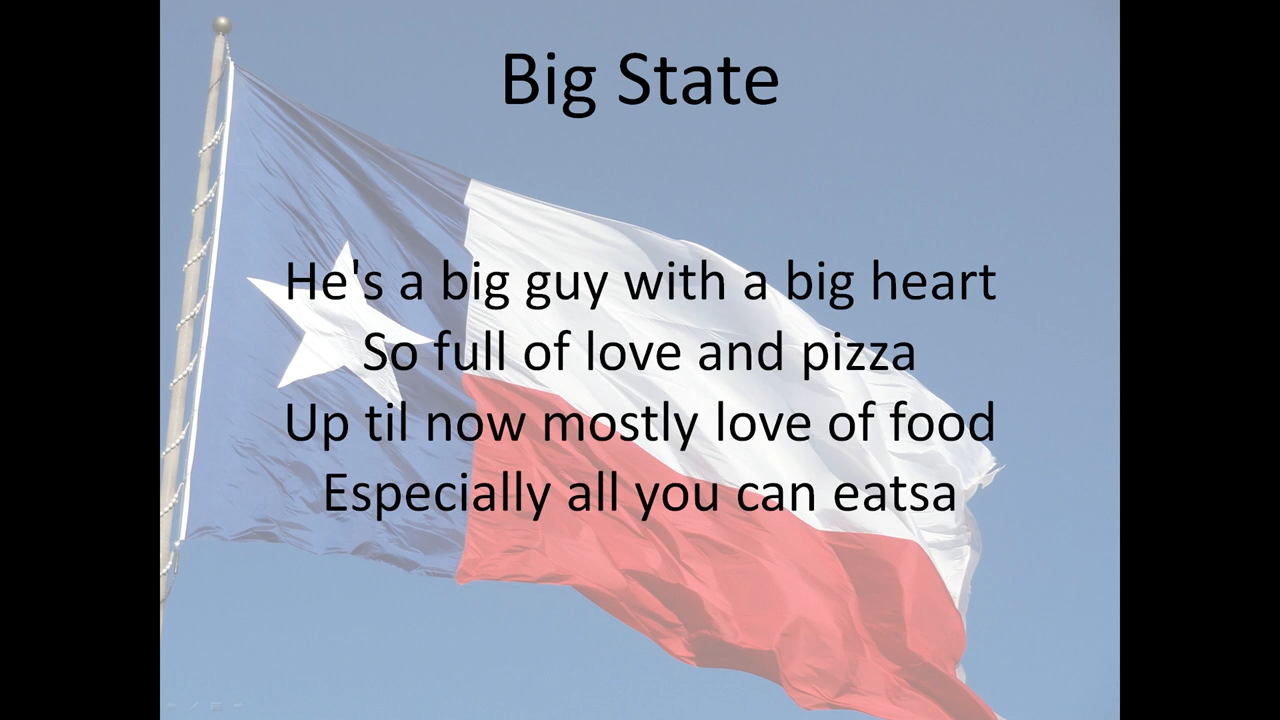 Big State
He's a big guy with a big heart
So full of love and pizza
Up til now mostly love of food
Especially all you can eatsa